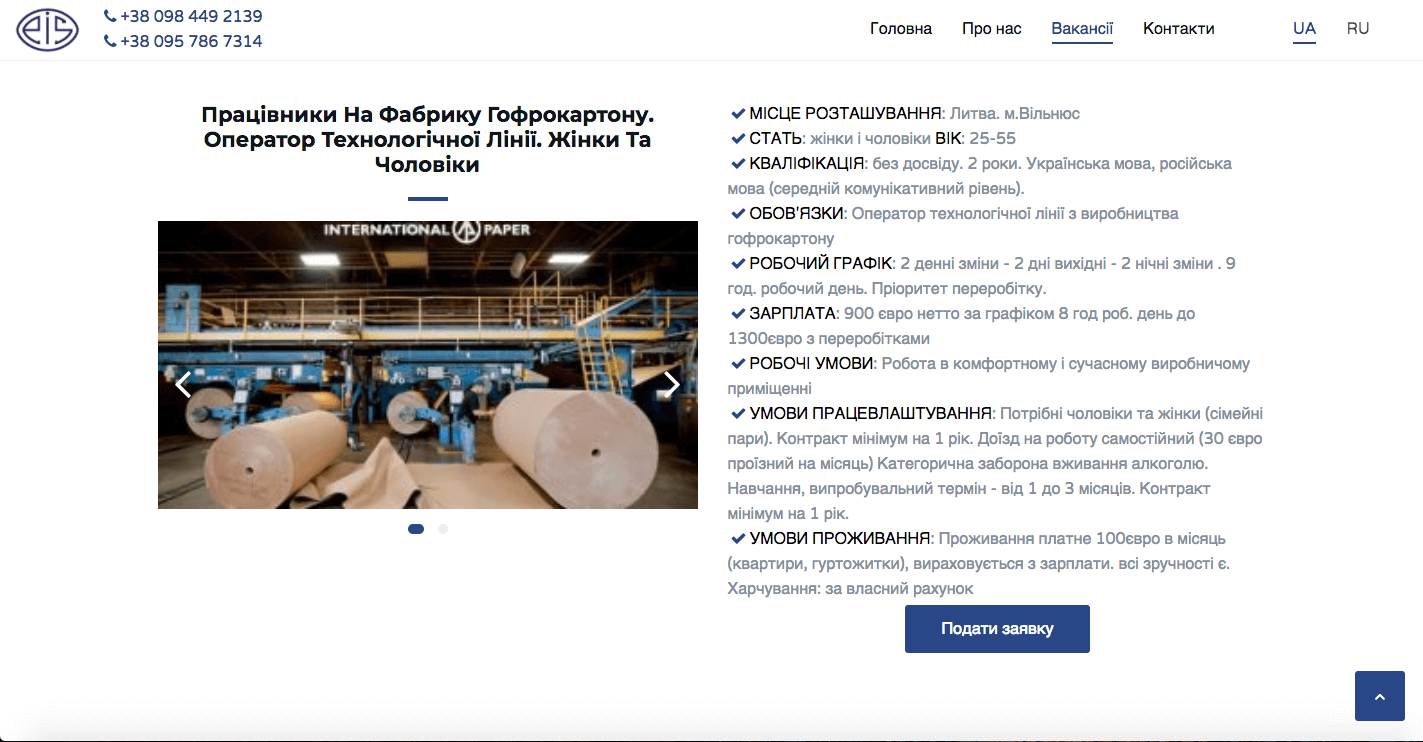 eis
+38 098 449 2139
+38 095 786 7314
Головна
Про нас
Вакансії
Контакти
UA
RU
Працівники На Фабрику Гофрокартону.
Оператор Технологічної Лінії. Жінки Та
Чоловіки
INTERNATIONAL PAPER
МІСЦЕ РОЗТАШУВАННЯ: Литва. м.Вільнюс
СТАТЬ: жінки і чоловіки ВІК: 25-55
КВАЛІФІКАЦІЯ: без досвіду. 2 роки. Українська мова, російська
мова (середній комунікативний рівень).
ОБОВ'ЯЗКИ: Оператор технологічної лінії з виробництва
гофрокартону
РОБОЧИЙ ГРАФІК: 2 денні зміни - 2 дні вихідні - 2 нічні зміни . 9
год. робочий день. Пріоритет переробітку.
ЗАРПЛАТА: 900 євро нетто за графіком 8 год роб. день до
1300євро з переробітками
РОБОЧІ УМОВИ: Робота в комфортному і сучасному виробничому
приміщенні
УМОВИ ПРАЦЕВЛАШТУВАННЯ: Потрібні чоловіки та жінки (сімейні
пари). Контракт мінімум на 1 рік. Доїзд на роботу самостійний (30 євро
проїзний на місяць) Категорична заборона вживання алкоголю.
Навчання, випробувальний термін - від 1 до 3 місяців. Контракт
мінімум на 1 рік.
УМОВИ ПРОЖИВАННЯ: Проживання платне 100євро в місяць
(квартири, гуртожитки), вираховується з зарплати. всі зручності є.
Харчування: за власний рахунок
Подати заявку